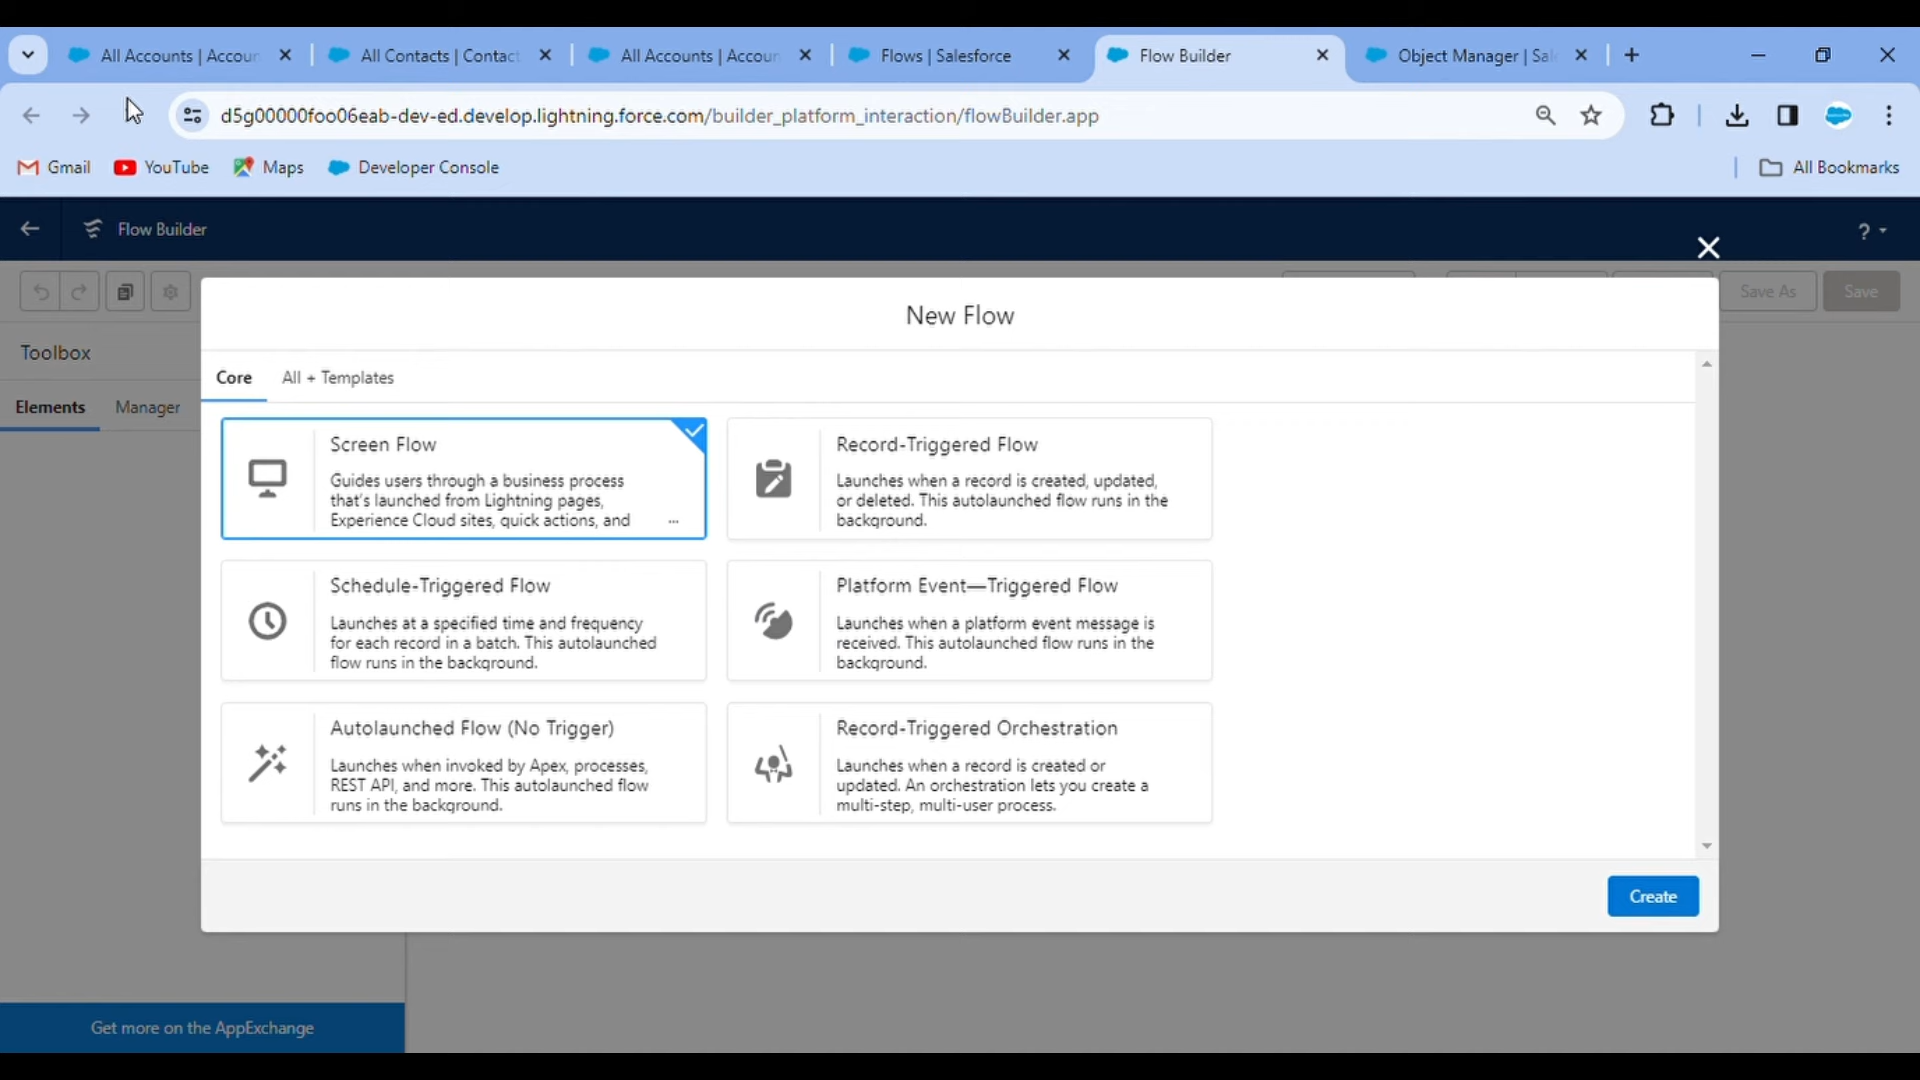 All Accounts | Accoun
All Contacts | Contact
All Accounts | Accoun
Flows | Salesforce
Flow Builder
Object Manager | Sal
d5g00000foo06eab-dev-ed.develop.lightning.force.com/builder_platform_interaction/flowBuilder.app
Gmail
YouTube
Maps
Developer Console
All Bookmarks
Flow Builder
?
Save As
Save
Toolbox
Elements
Manager
New Flow
Core
All + Templates
Screen Flow
Guides users through a business process
that's launched from Lightning pages,
Experience Cloud sites, quick actions, and ...
Record-Triggered Flow
Launches when a record is created, updated,
or deleted. This autolaunched flow runs in the
background.
Schedule-Triggered Flow
Launches at a specified time and frequency
for each record in a batch. This autolaunched
flow runs in the background.
Platform Event—Triggered Flow
Launches when a platform event message is
received. This autolaunched flow runs in the
background.
Autolaunched Flow (No Trigger)
Launches when invoked by Apex, processes,
REST API, and more. This autolaunched flow
runs in the background.
Record-Triggered Orchestration
Launches when a record is created or
updated. An orchestration lets you create a
multi-step, multi-user process.
Create
Get more on the AppExchange